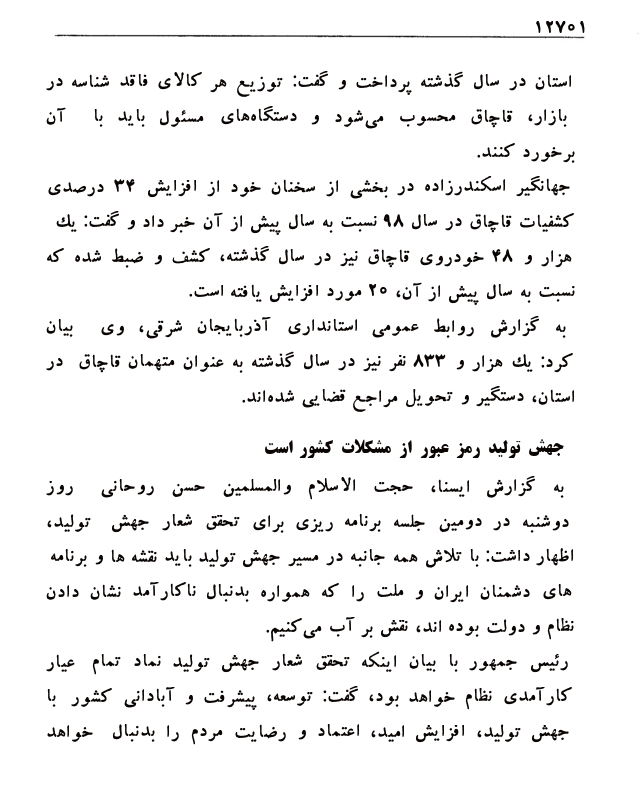 ۱۲۷۰۱
استان در سال گذشته پرداخت و گفت: توزیع هر کالای فاقد شناسه در
بازار، قاچاق محسوب می‌شود و دستگاه‌های مسئول باید با آن
برخورد کنند.
جهانگیر اسکندرزاده در بخشی از سخنان خود از افزایش ۳۴ درصدی
کشفیات قاچاق در سال ۹۸ نسبت به سال پیش از آن خبر داد و گفت: یك
هزار و ۴۸ خودروی قاچاق نیز در سال گذشته، کشف و ضبط شده که
نسبت به سال پیش از آن، ۲۰ مورد افزایش یافته است.
به گزارش روابط عمومی استانداری آذربایجان شرقی، وی بیان
کرد: یك هزار و ۸۳۳ نفر نیز در سال گذشته به عنوان متهمان قاچاق در
استان، دستگیر و تحویل مراجع قضایی شده‌اند.
جهش تولید رمز عبور از مشکلات کشور است
به گزارش ایسنا، حجت الاسلام والمسلمین حسن روحانی روز
دوشنبه در دومین جلسه برنامه ریزی برای تحقق شعار جهش تولید،
اظهار داشت: با تلاش همه جانبه در مسیر جهش تولید باید نقشه ها و برنامه
های دشمنان ایران و ملت را که همواره بدنبال ناکارآمد نشان دادن
نظام و دولت بوده اند، نقش بر آب می‌کنیم.
رئیس جمهور با بیان اینکه تحقق شعار جهش تولید نماد تمام عیار
کارآمدی نظام خواهد بود، گفت: توسعه، پیشرفت و آبادانی کشور با
جهش تولید، افزایش امید، اعتماد و رضایت مردم را بدنبال خواهد